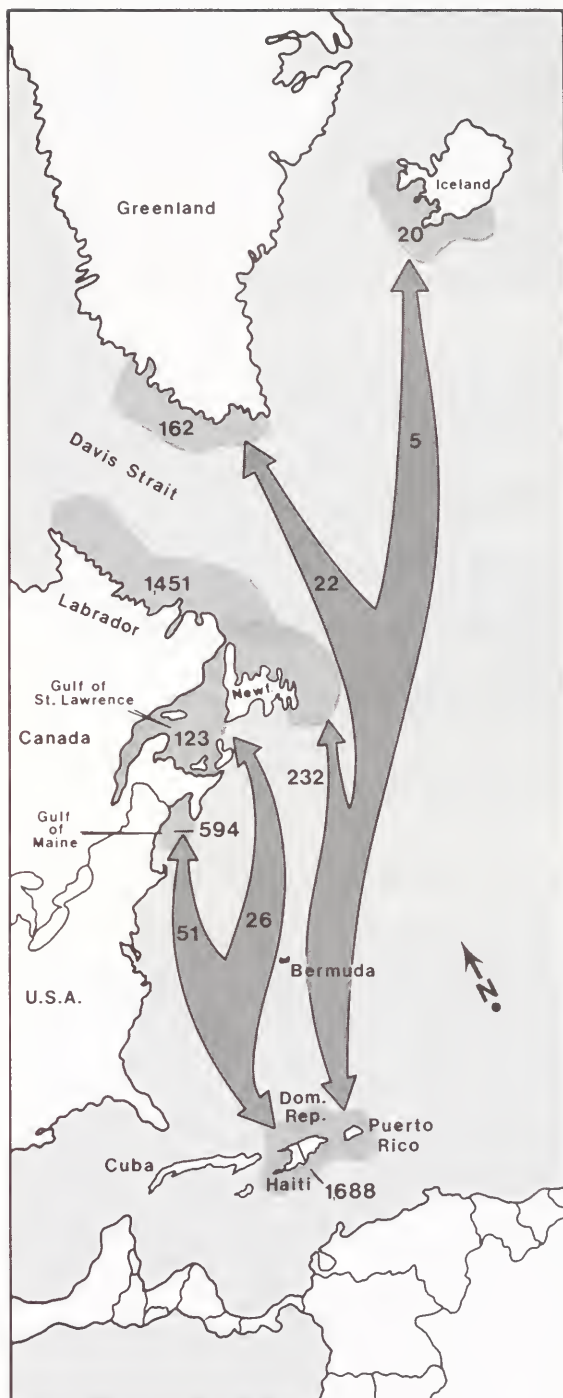 Greenland
Iceland
20
162
Davis Strait
5
1451
22
Labrador
Gulf of
St. Lawrence
Newf.
Canada
123
232
Gulf
of
Maine
594
51
26
Bermuda
U.S.A.
N.
Dom.
Rep.
Puerto
Rico
Cuba
Haiti
1688